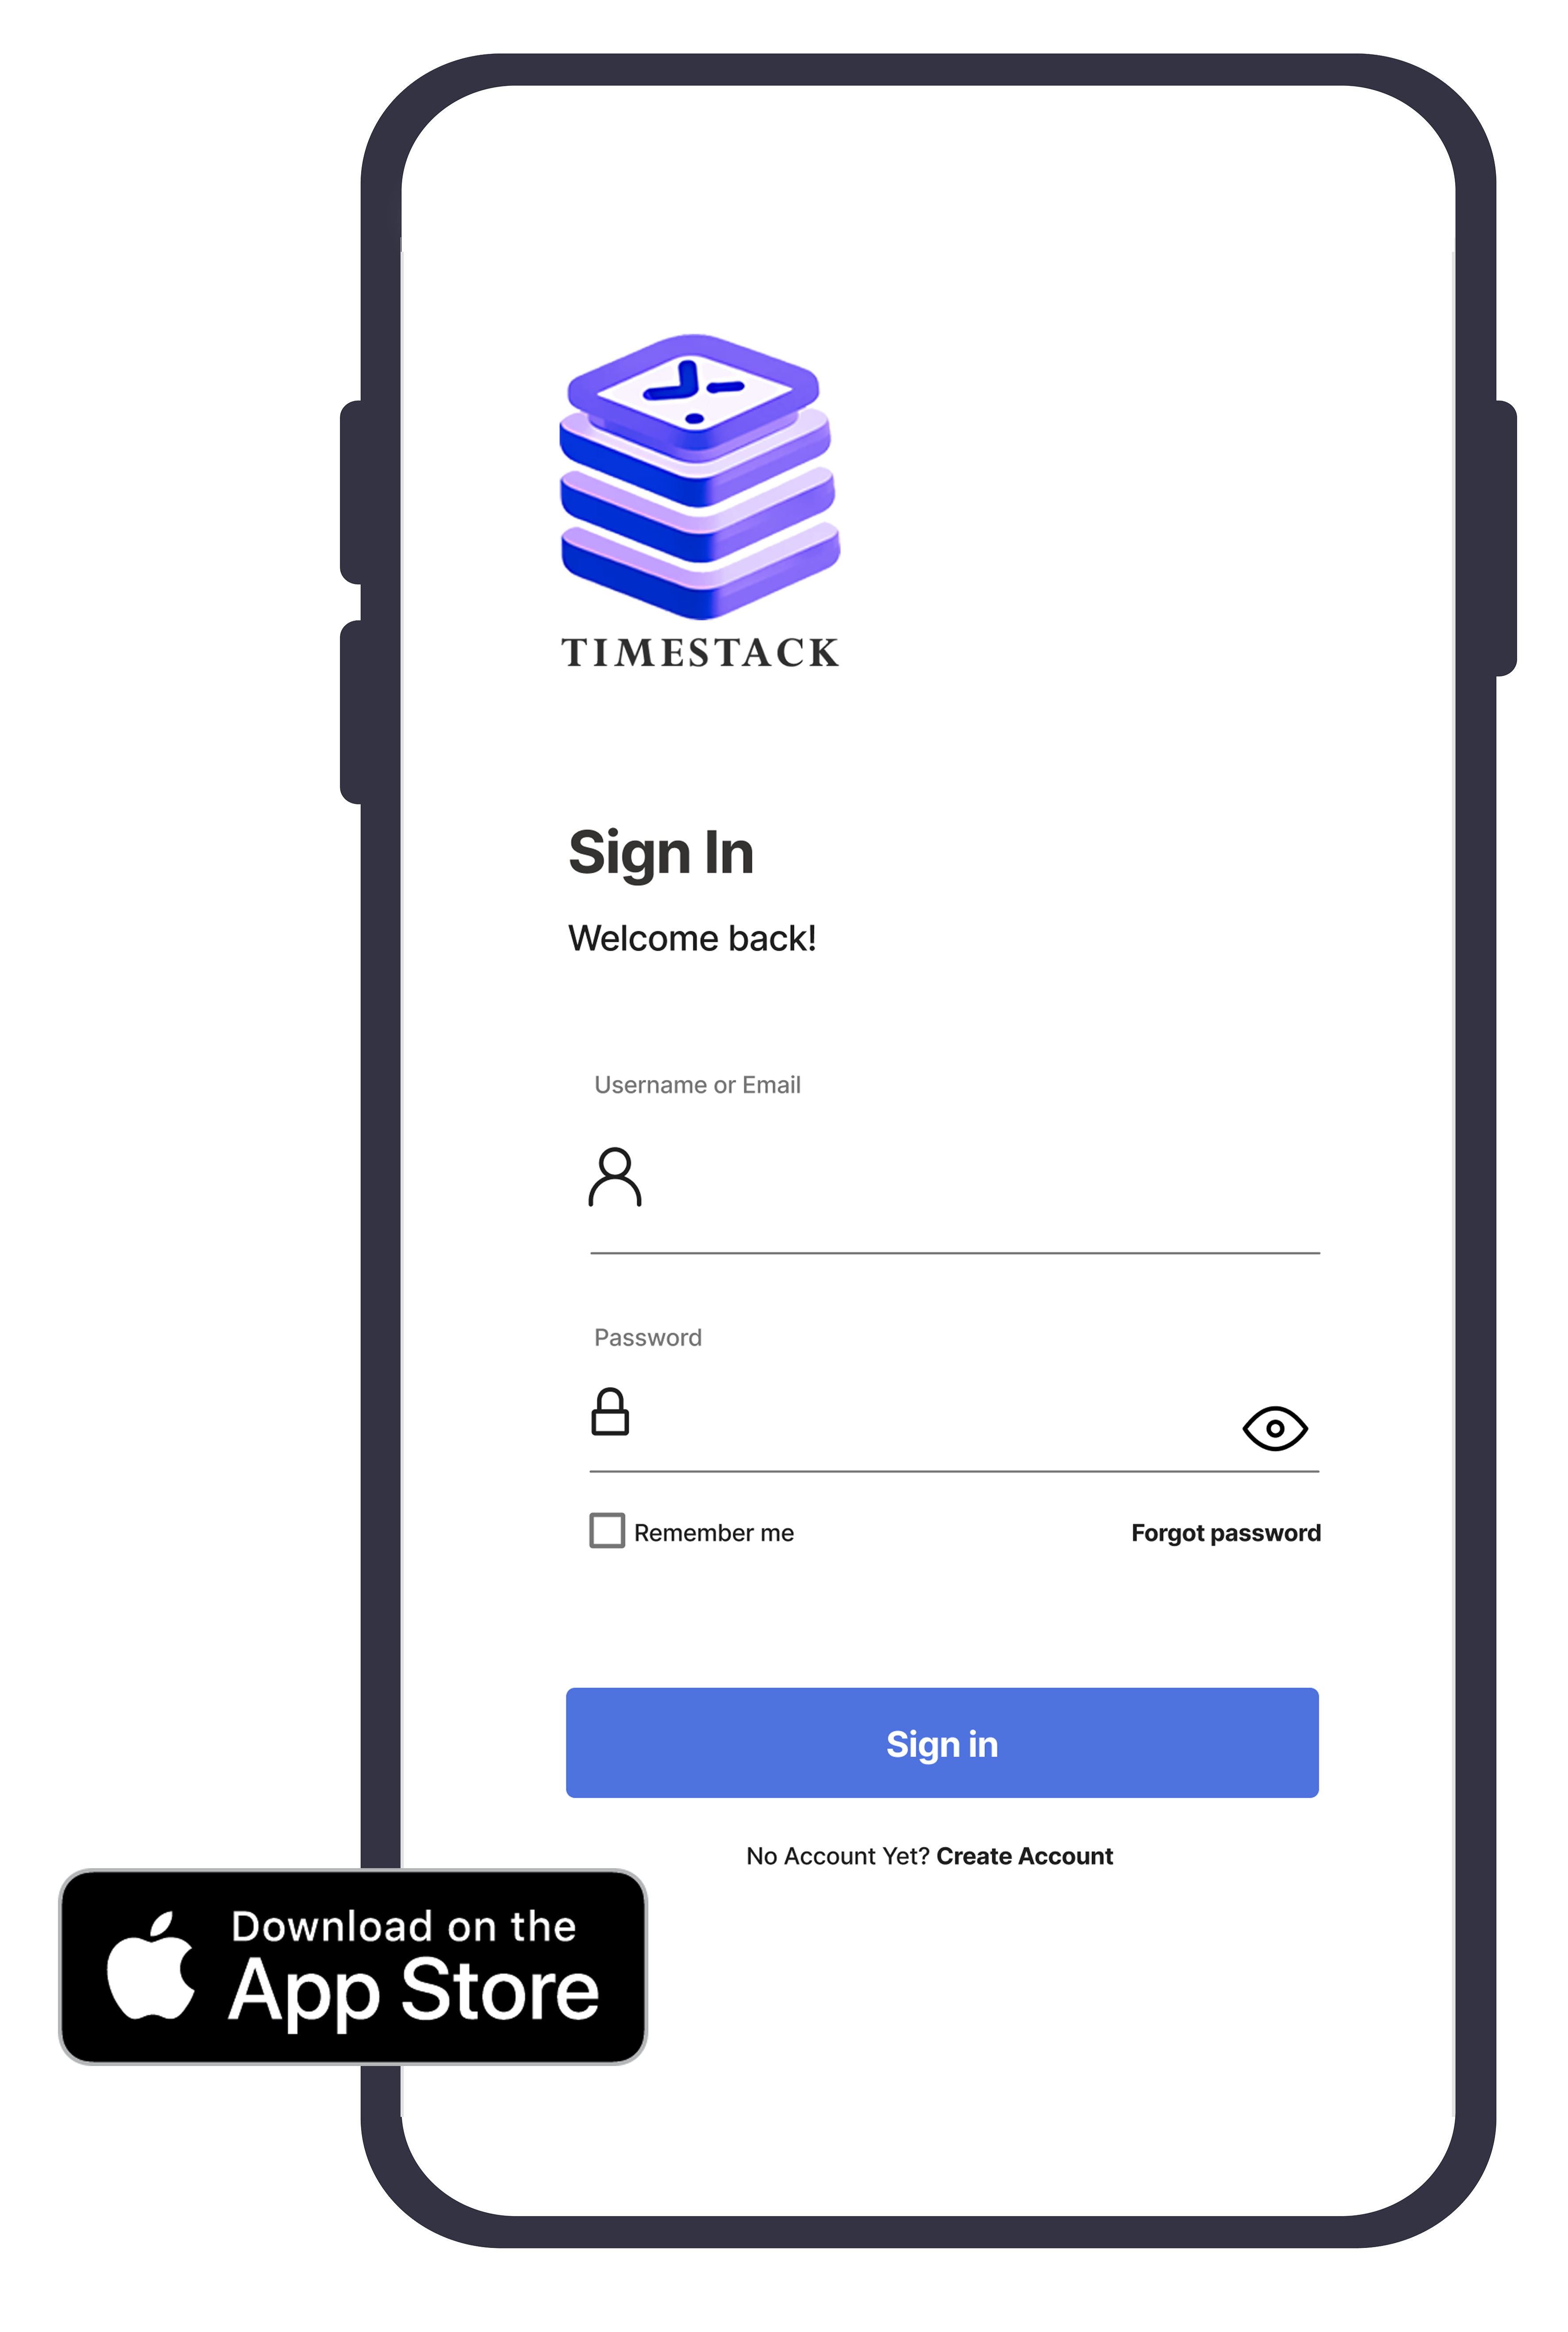 TIMESTACK
Sign In
Welcome back!
Username or Email
Password
Remember me
Forgot password
Sign in
No Account Yet? Create Account
Download on the
App Store